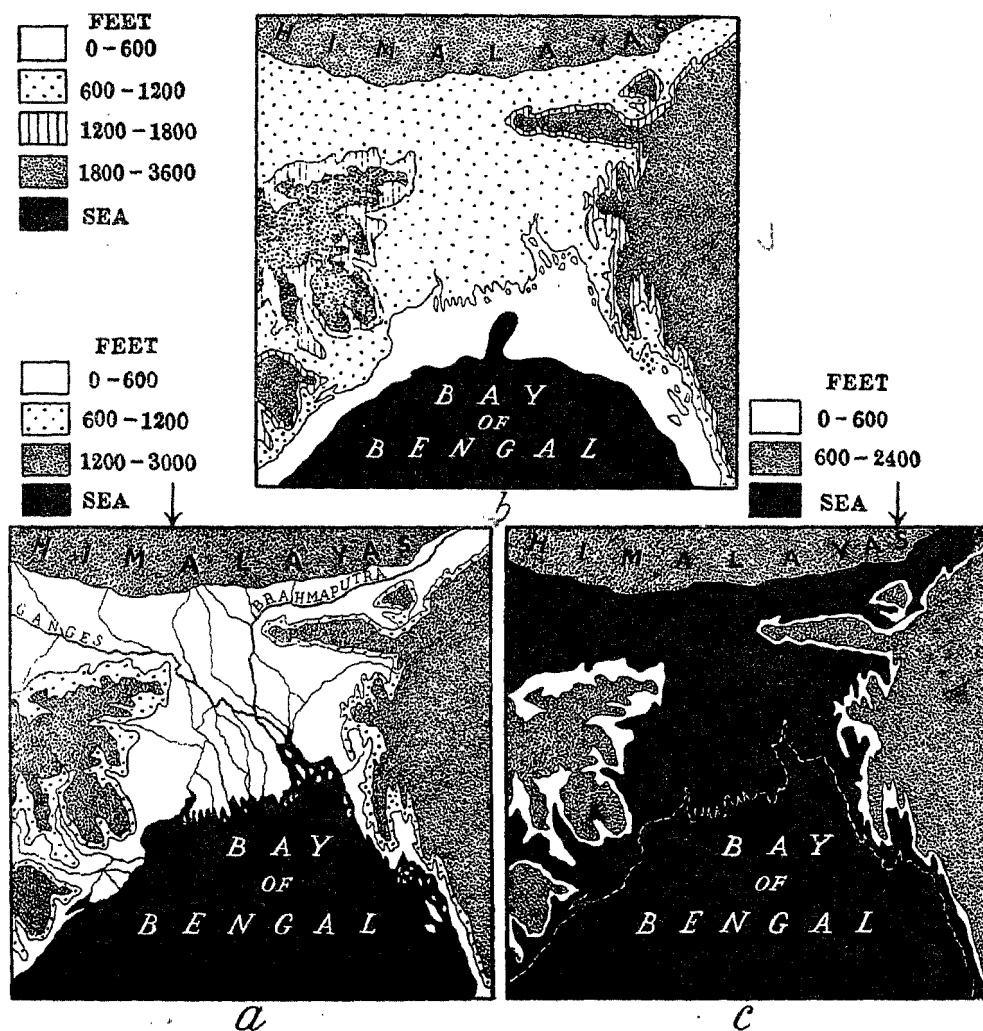 FEET
0-600
600-1200
1200-1800
1800-3600
SEA
HIMALAYAS
BAY
OF
BENGAL
b
FEET
0-600
600-1200
1200-3000
SEA
FEET
0-600
600-2400
SEA
HIMALAYAS
BRAHMAPUTRA
GANGES
BAY
OF
BENGAL
a
HIMALAYAS
BAY
OF
BENGAL
c